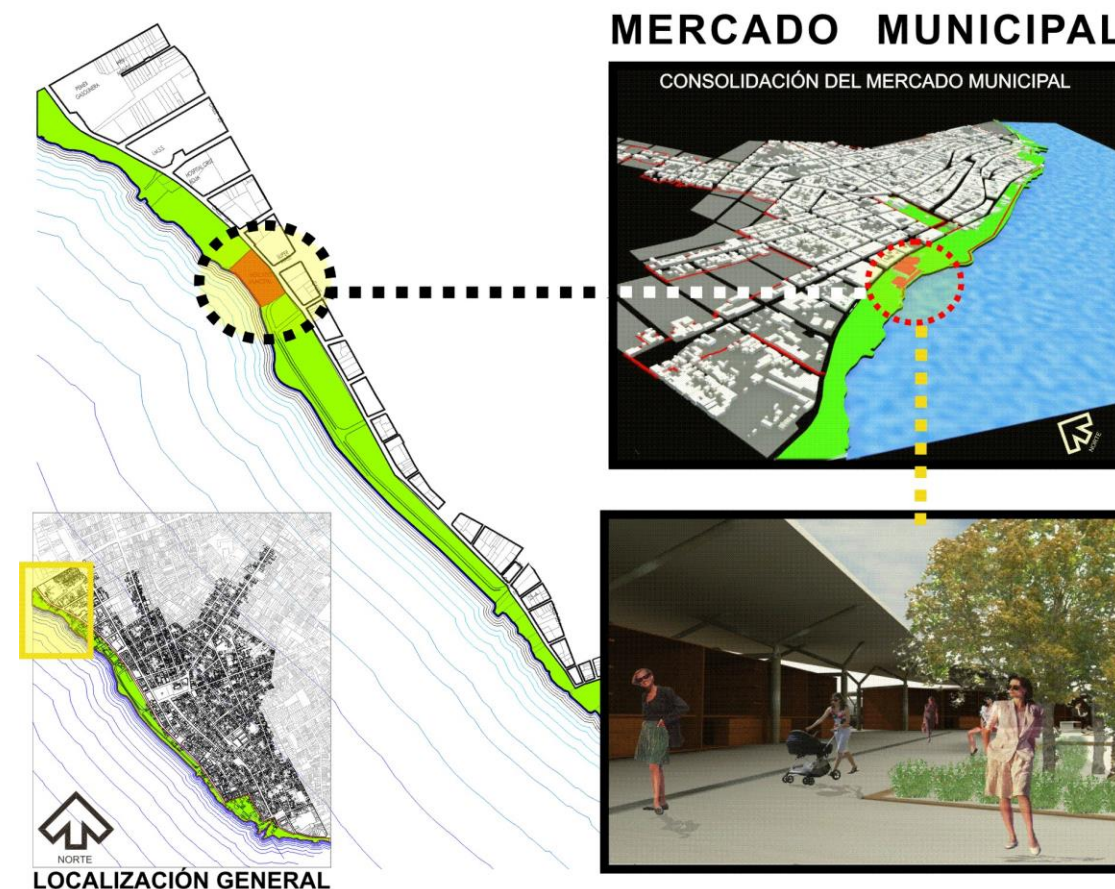 MERCADO MUNICIPAL
CONSOLIDACIÓN DEL MERCADO MUNICIPAL
NORTE
NORTE
LOCALIZACIÓN GENERAL